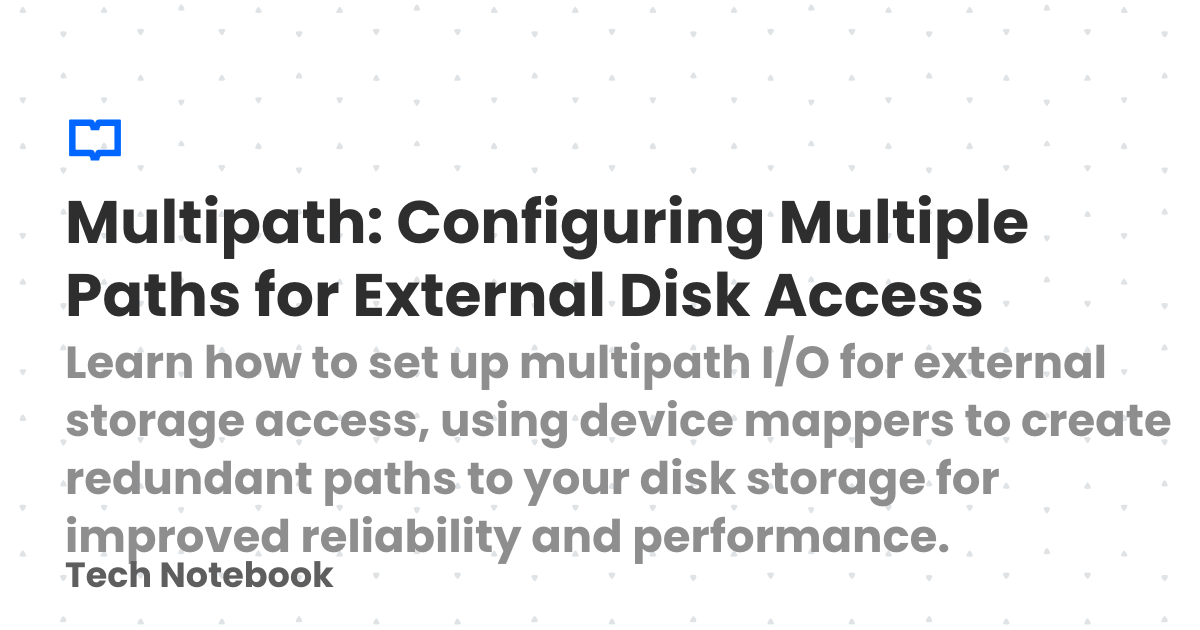 Multipath: Configuring Multiple
Paths for External Disk Access
Learn how to set up multipath I/O for external
storage access, using device mappers to create
redundant paths to your disk storage for
improved reliability and performance.
Tech Notebook